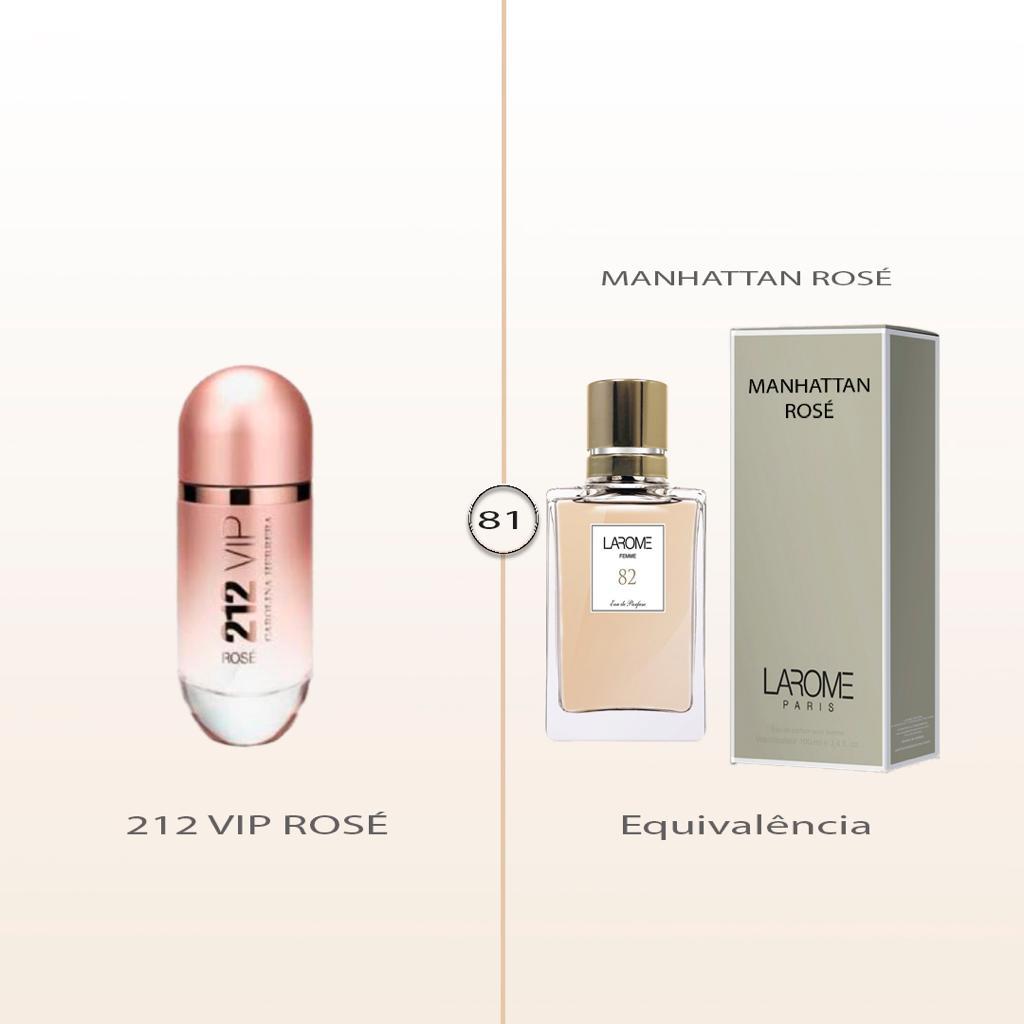 MANHATTAN ROSÉ
MANHATTAN
ROSÉ
212 VIP
CAROLINA HERRERA
ROSÉ
81
LAROME
FEMME
82
Eau de Parfum
LAROME
PARIS
212 VIP ROSÉ
Equivalência